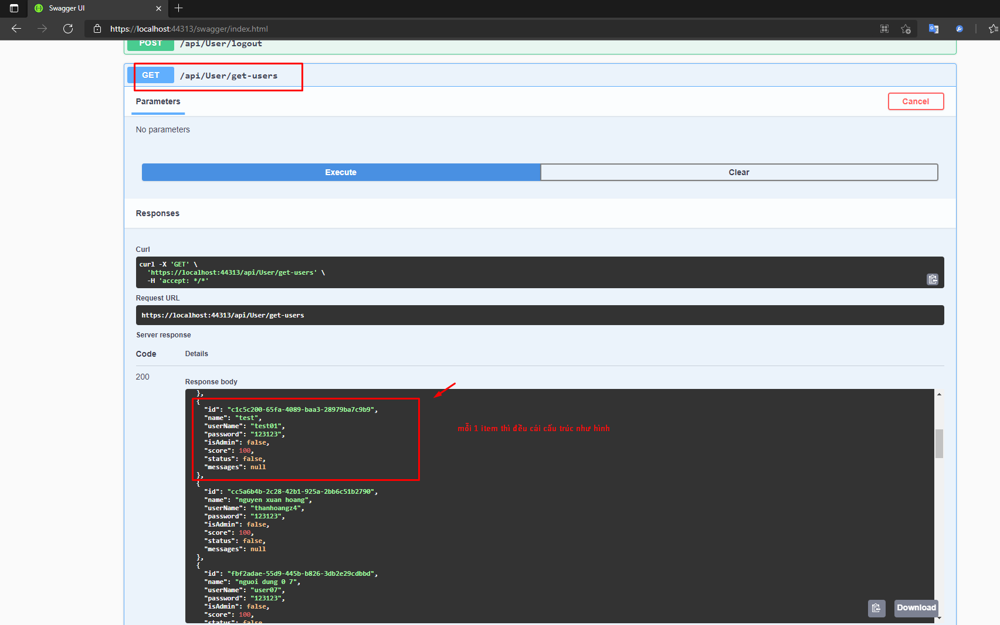 Swagger UI
https://localhost:44313/swagger/index.html
POST /api/User/logout
GET /api/User/get-users
Parameters
Cancel
No parameters
Execute
Clear
Responses
Curl
curl -X 'GET' \
'https://localhost:44313/api/User/get-users' \
-H 'accept: */*'
Request URL
https://localhost:44313/api/User/get-users
Server response
Code Details
200
Response body
},
{
"id": "c1c5c200-65fa-4089-baa3-28979ba7c9b9",
"name": "test",
"userName": "test01",
"password": "123123",
"isAdmin": false,
"score": 100,
"status": false,
"messages": null
},
mỗi 1 item thì đều cái cấu trúc như hình
{
"id": "cc5a6b4b-2c28-42b1-925a-2bb6c51b2790",
"name": "nguyen xuan hoang",
"userName": "thanhoangz4",
"password": "123123",
"isAdmin": false,
"score": 100,
"status": false,
"messages": null
},
{
"id": "fbf2adae-55d9-445b-b826-3db2e29cdbbd",
"name": "nguoi dung 0 7",
"userName": "user07",
"password": "123123",
"isAdmin": false,
"score": 100,
"status": false
Download